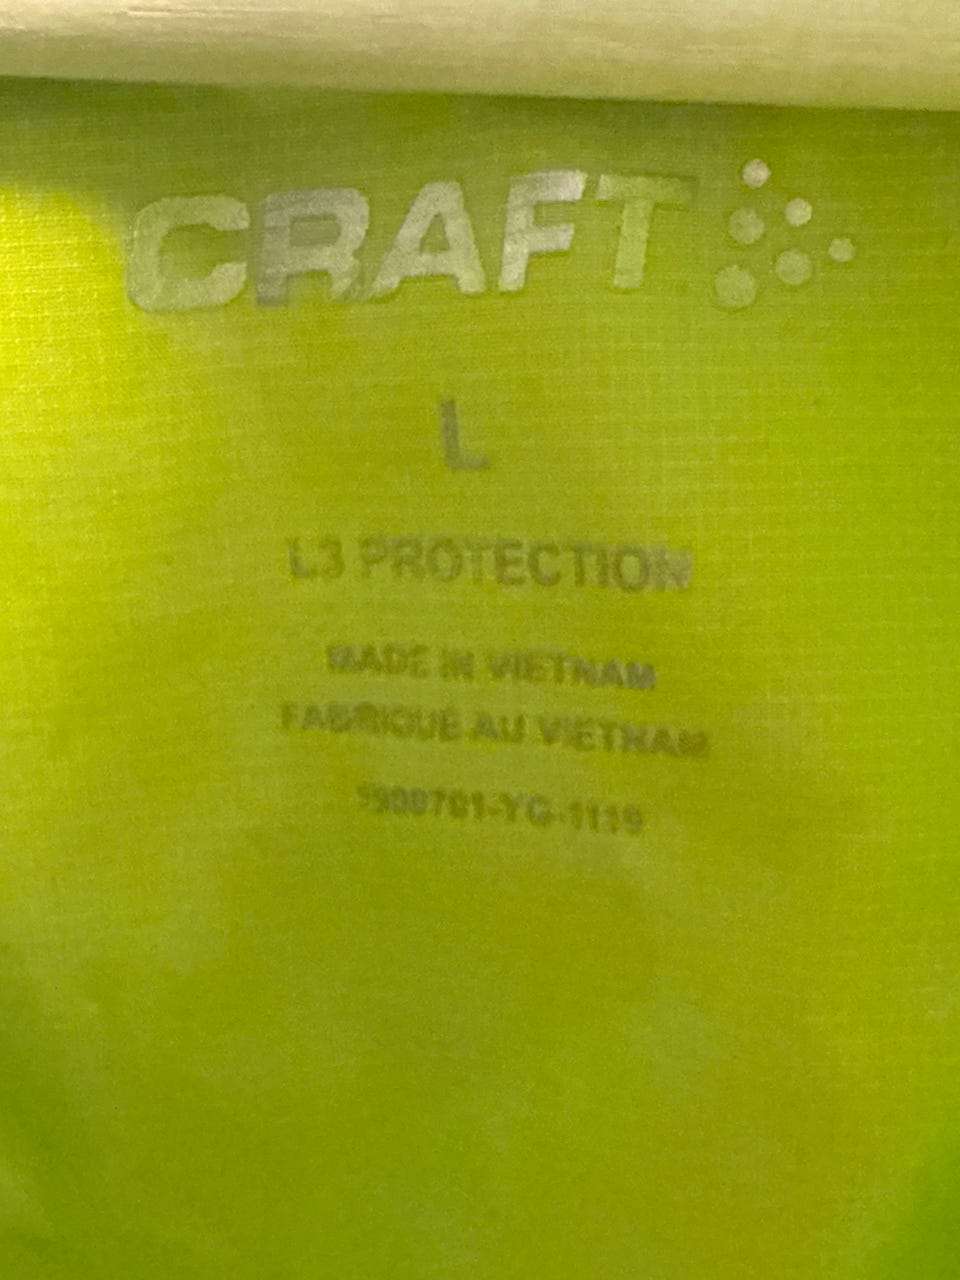 CRAFT
L
L3 PROTECTION
MADE IN VIETNAM
FABRIQUE AU VIETNAM